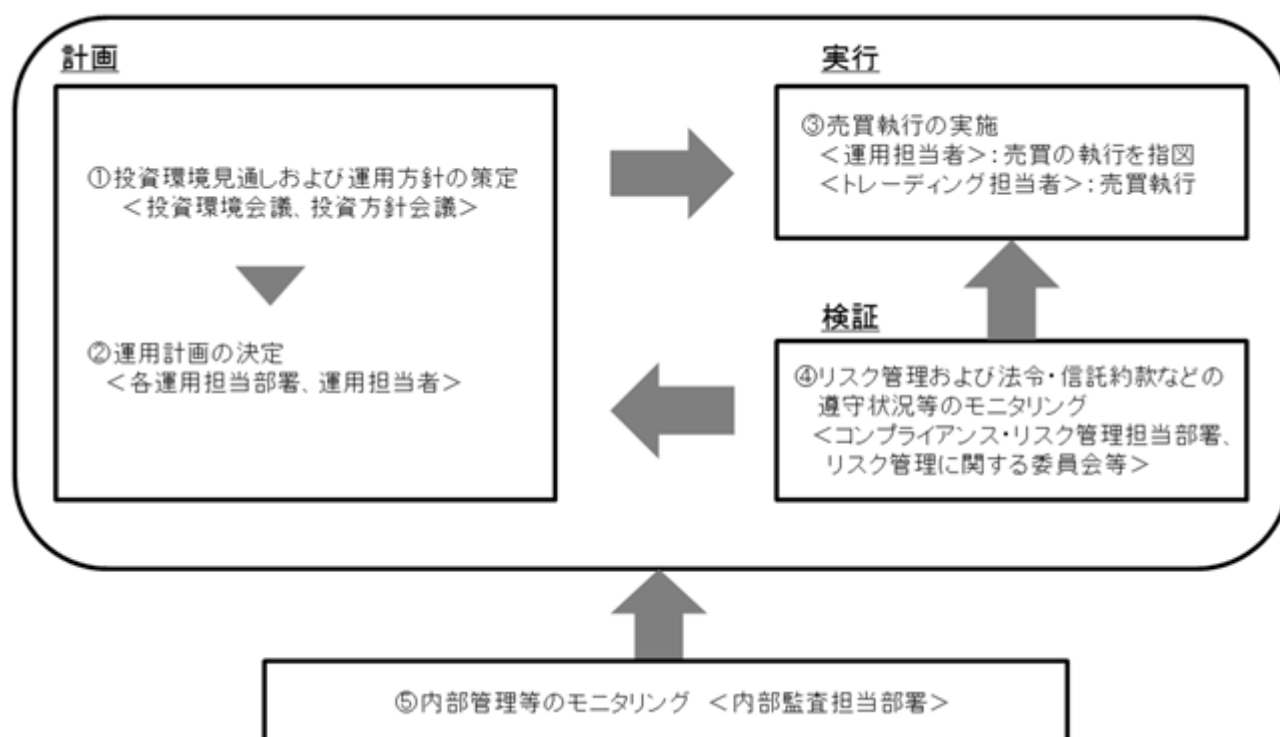 計画
①投資環境見通しおよび運用方針の策定
＜投資環境会議、投資方針会議＞
②運用計画の決定
＜各運用担当部署、運用担当者＞
実行
③売買執行の実施
＜運用担当者＞：売買の執行を指図
＜トレーディング担当者＞：売買執行
検証
④リスク管理および法令・信託約款などの
遵守状況等のモニタリング
＜コンプライアンス・リスク管理担当部署、
リスク管理に関する委員会等＞
⑤内部管理等のモニタリング ＜内部監査担当部署＞